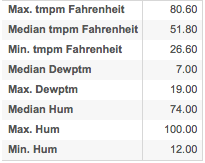 Max. tmpm Fahrenheit 80.60
Median tmpm Fahrenheit 51.80
Min. tmpm Fahrenheit 26.60
Median Dewptm 7.00
Max. Dewptm 19.00
Median Hum 74.00
Max. Hum 100.00
Min. Hum 12.00